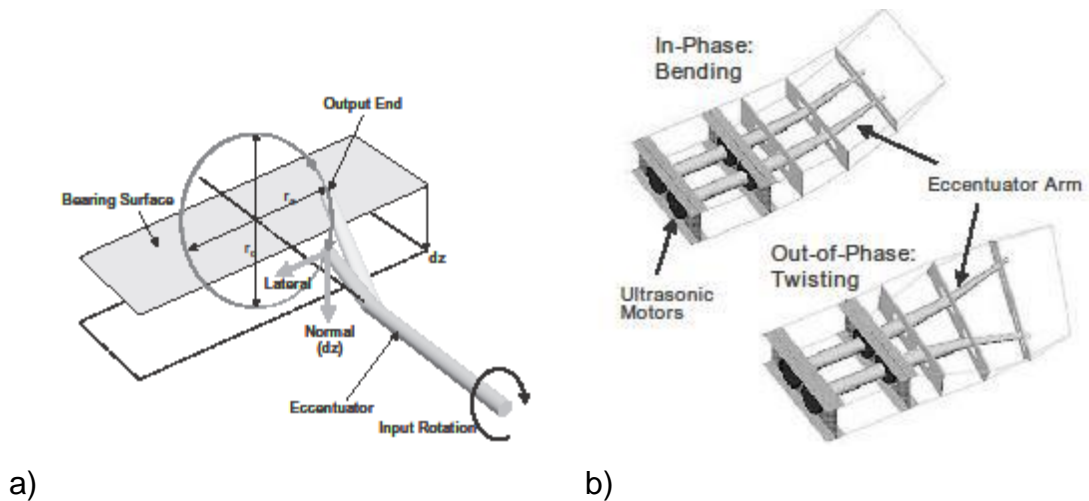 Output End
Bearing Surface
dz
Lateral
Normal
(dz)
Eccentuator
Input Rotation
a)
In-Phase:
Bending
Eccentuator Arm
Out-of-Phase:
Twisting
Ultrasonic
Motors
b)